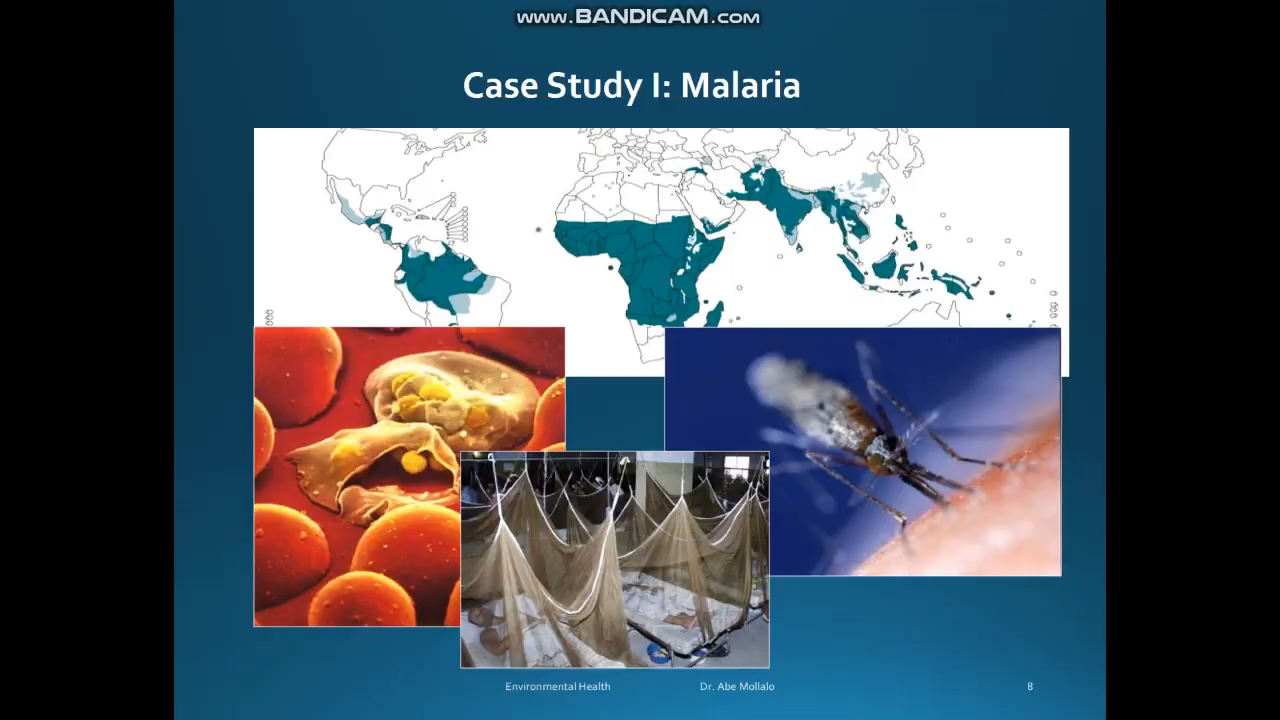 www.BANDICAM.com
Case Study I: Malaria
Environmental Health
Dr. Abe Mollalo
8